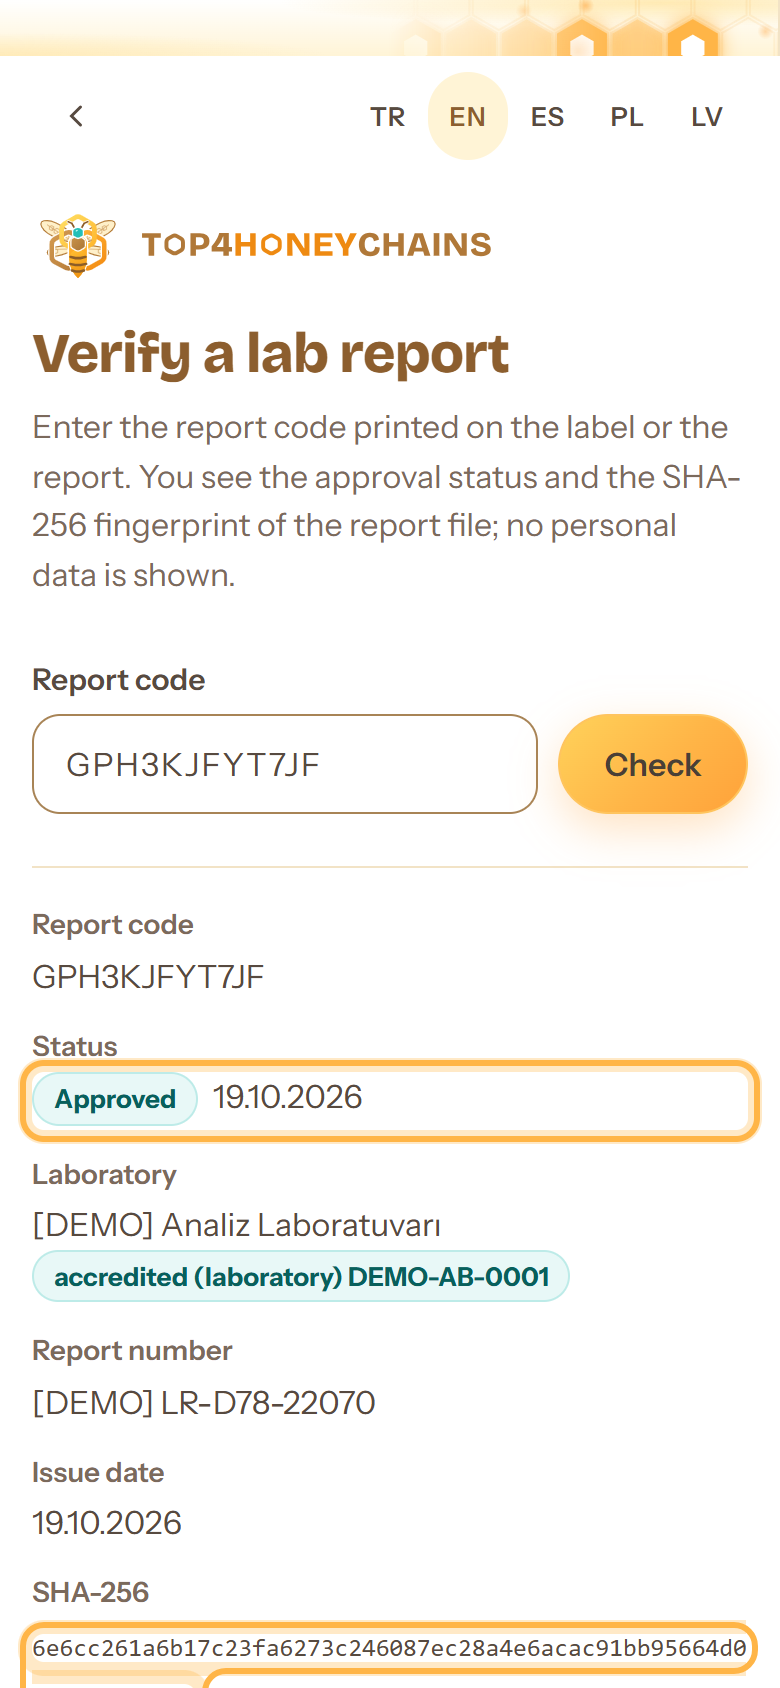 TR EN ES PL LV
TOP4HONEYCHAINS
Verify a lab report
Enter the report code printed on the label or the
report. You see the approval status and the SHA-
256 fingerprint of the report file; no personal
data is shown.
Report code
GPH3KJFYT7JF
Check
Report code
GPH3KJFYT7JF
Status
Approved 19.10.2026
Laboratory
[DEMO] Analiz Laboratuvarı
accredited (laboratory) DEMO-AB-0001
Report number
[DEMO] LR-D78-22070
Issue date
19.10.2026
SHA-256
6e6cc261a6b17c23fa6273c246087ec28a4e6acac91bb95664d0